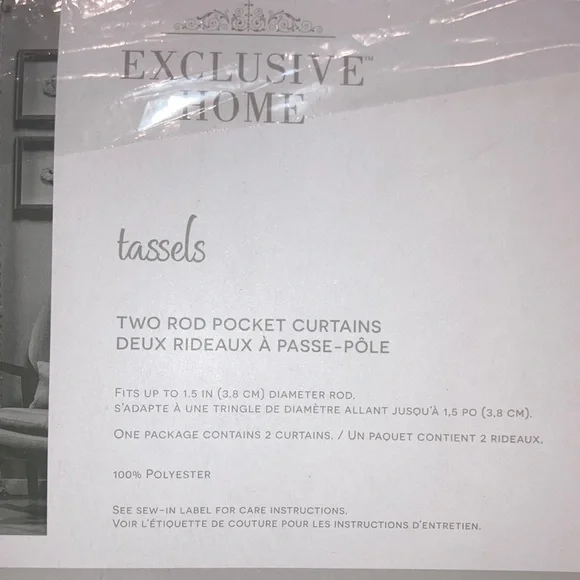 EXCLUSIVE™
HOME
tassels
TWO ROD POCKET CURTAINS
DEUX RIDEAUX À PASSE-PÔLE
FITS UP TO 1.5 IN (3.8 CM) DIAMETER ROD.
S'ADAPTE À UNE TRINGLE DE DIAMÈTRE ALLANT JUSQU'À 1,5 PO (3,8 CM).
ONE PACKAGE CONTAINS 2 CURTAINS. / UN PAQUET CONTIENT 2 RIDEAUX.
100% POLYESTER
SEE SEW-IN LABEL FOR CARE INSTRUCTIONS.
VOIR L'ÉTIQUETTE DE COUTURE POUR LES INSTRUCTIONS D'ENTRETIEN.